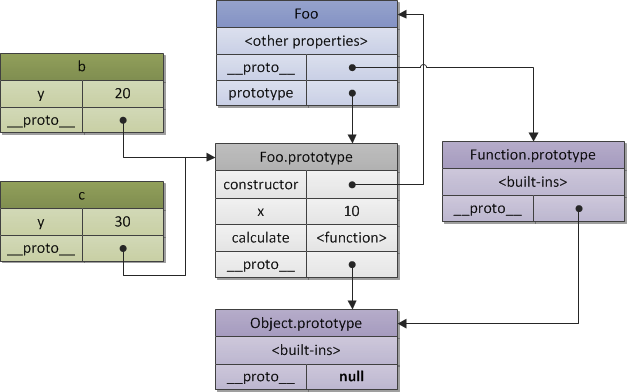 Foo
<other properties>
__proto__
prototype
b
y 20
__proto__
Foo.prototype
constructor
x 10
calculate <function>
__proto__
Function.prototype
<built-ins>
__proto__
c
y 30
__proto__
Object.prototype
<built-ins>
__proto__ null